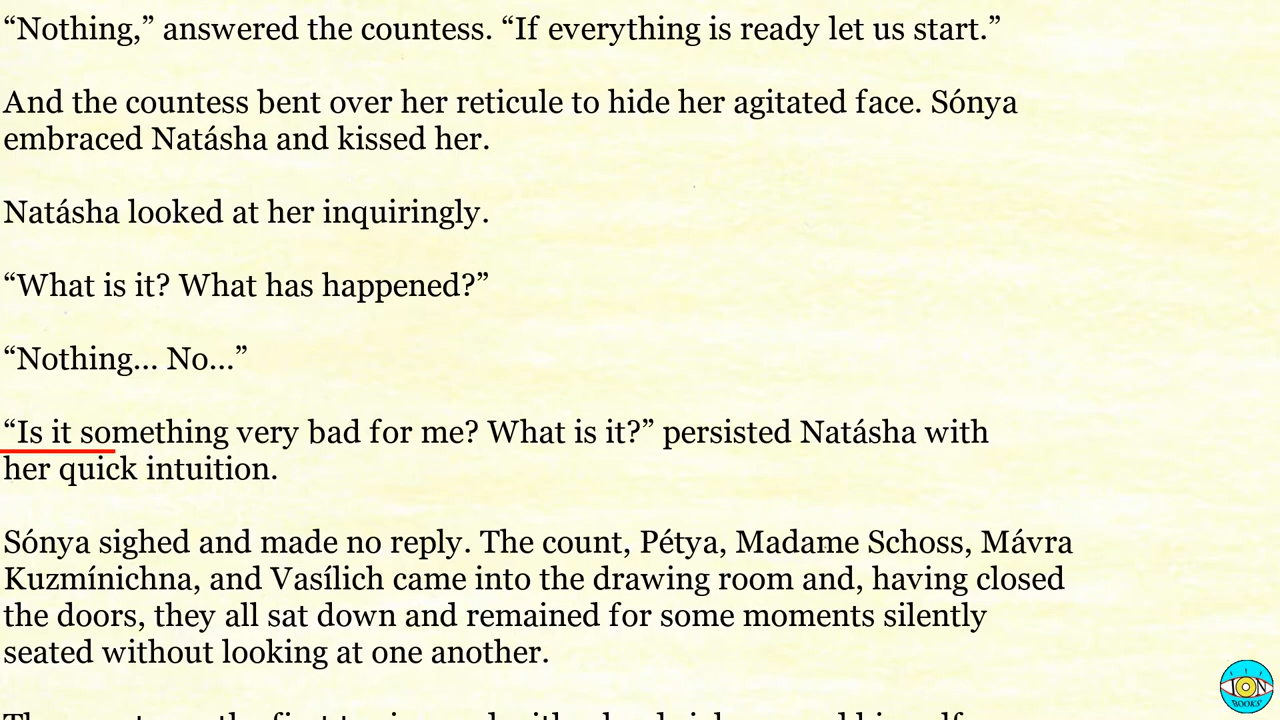 “Nothing,” answered the countess. “If everything is ready let us start.”
And the countess bent over her reticule to hide her agitated face. Sónya
embraced Natásha and kissed her.
Natásha looked at her inquiringly.
“What is it? What has happened?”
“Nothing... No...”
“Is it something very bad for me? What is it?” persisted Natásha with
her quick intuition.
Sónya sighed and made no reply. The count, Pétya, Madame Schoss, Mávra
Kuzmínichna, and Vasílich came into the drawing room and, having closed
the doors, they all sat down and remained for some moments silently
seated without looking at one another.
ION
BOOKS